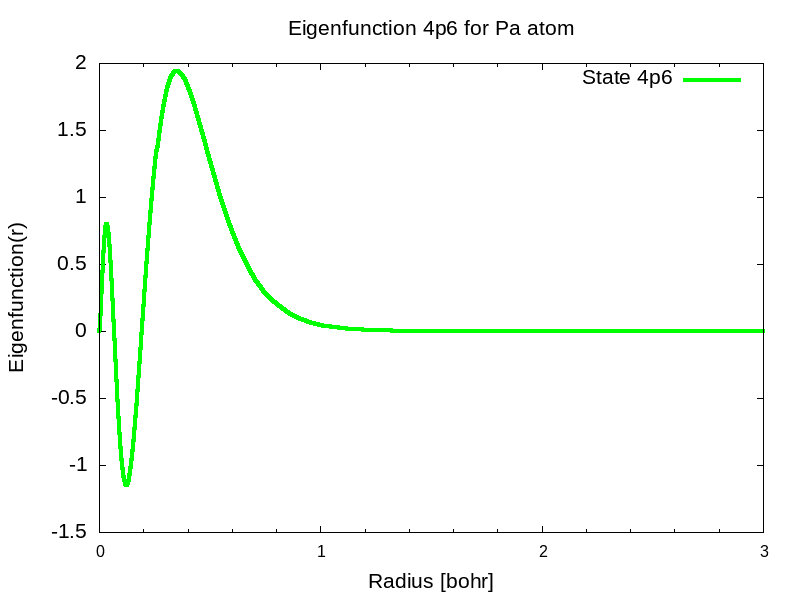 Eigenfunction 4p6 for Pa atom
State 4p6
2
1.5
1
0.5
0
-0.5
-1
-1.5
Eigenfunction(r)
0 1 2 3
Radius [bohr]